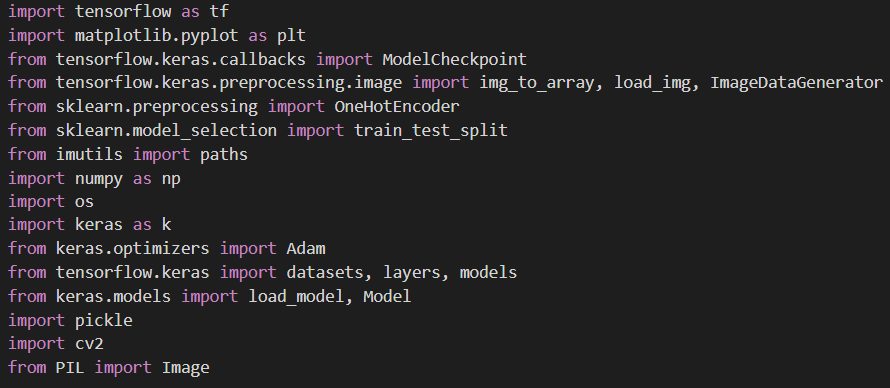 import tensorflow as tf
import matplotlib.pyplot as plt
from tensorflow.keras.callbacks import ModelCheckpoint
from tensorflow.keras.preprocessing.image import img_to_array, load_img, ImageDataGenerator
from sklearn.preprocessing import OneHotEncoder
from sklearn.model_selection import train_test_split
from imutils import paths
import numpy as np
import os
import keras as k
from keras.optimizers import Adam
from tensorflow.keras import datasets, layers, models
from keras.models import load_model, Model
import pickle
import cv2
from PIL import Image